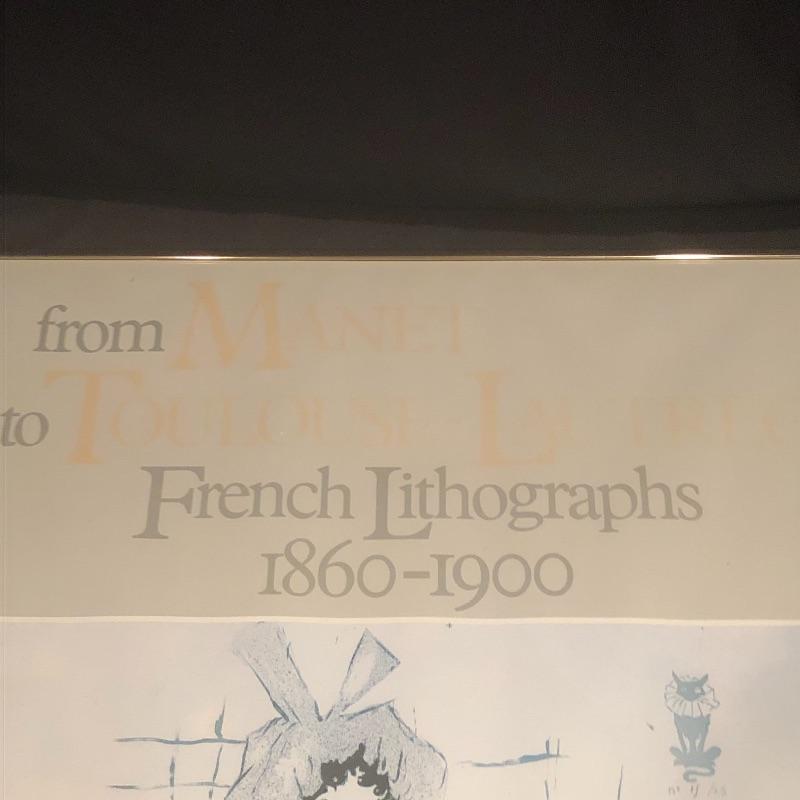 from MANET
to TOULOUSE LAUTREC
French Lithographs
1860-1900